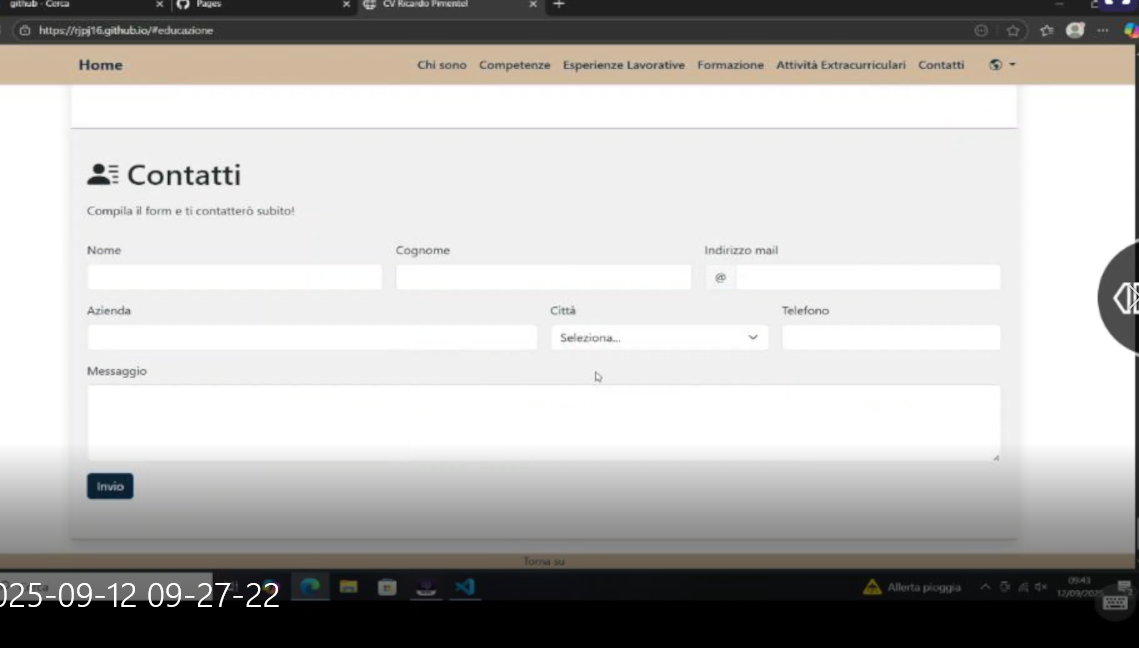 github - Cerca
Pages
CV Ricardo Pimentel
https://rjpj16.github.io/#educazione
Home
Chi sono Competenze Esperienze Lavorative Formazione Attività Extracurriculari Contatti
Contatti
Compila il form e ti contatterò subito!
Nome
Cognome
Indirizzo mail
@
Azienda
Città
Telefono
Seleziona...
Messaggio
Invio
Torna su
025-09-12 09-27-22
Allerta pioggia
09:43
12/09/2025